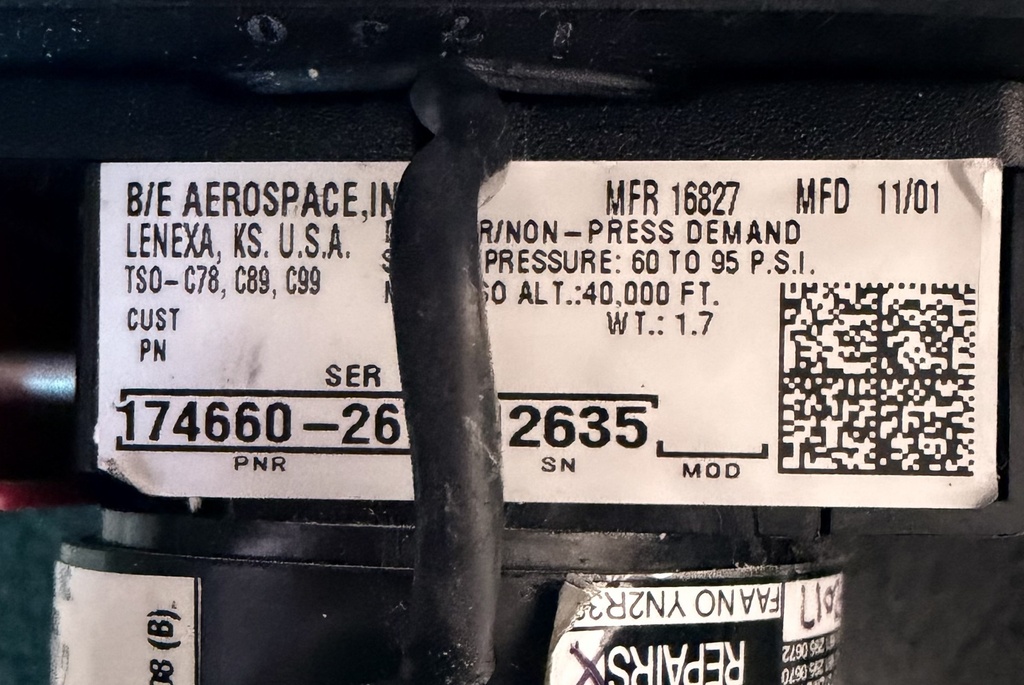 B/E AEROSPACE, IN MFR 16827 MFD 11/01
LENEXA, KS. U.S.A. R/NON-PRESS DEMAND
TSO-C78, C89, C99 PRESSURE: 60 TO 95 P.S.I.
SO ALT.:40,000 FT.
CUST WT.: 1.7
PN
SER
174660-26 2635
PNR SN MOD
08 (B)
FAA NO YN2R3
REPAIRS